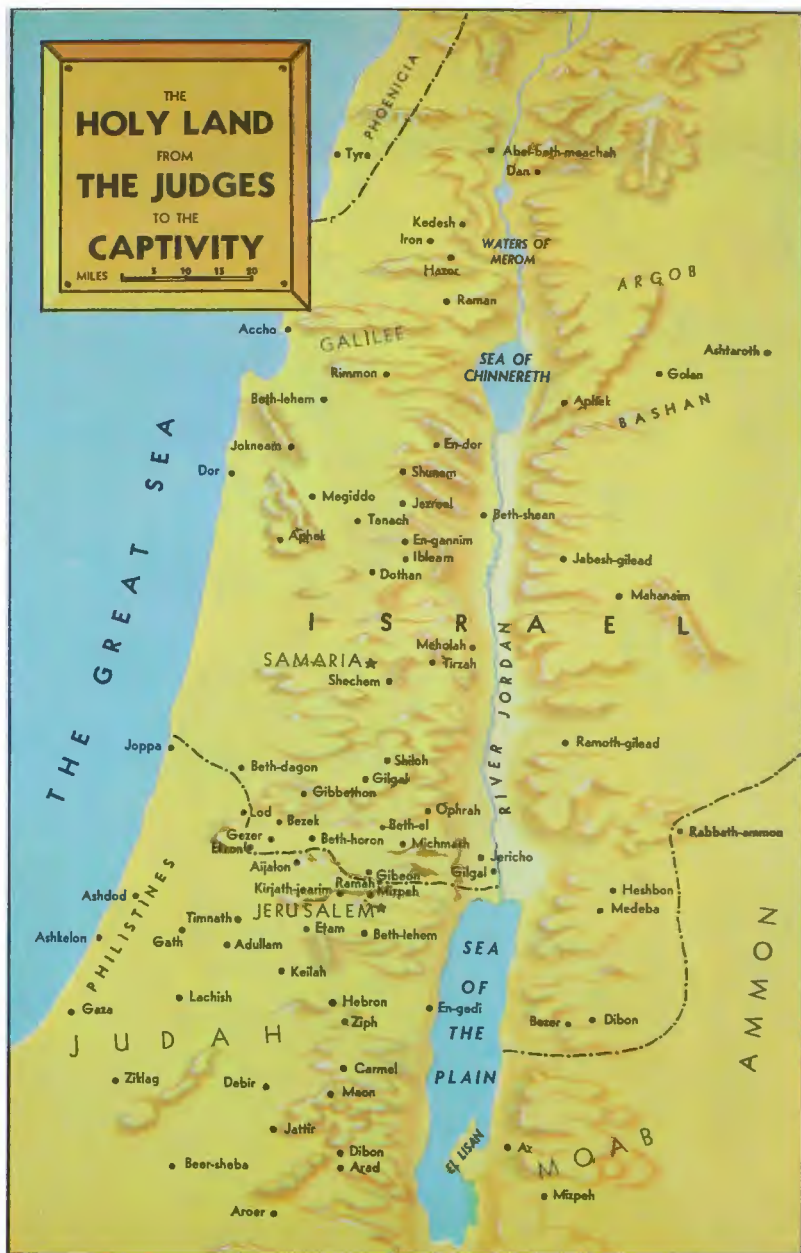 THE
HOLY LAND
FROM
THE JUDGES
TO THE
CAPTIVITY
MILES 5 10 15 20
PHOENICIA
Tyre
Abel-beth-maachah
Dan
Kedesh
Iron
WATERS OF
MEROM
Hazor
Raman
ARGOB
Accho
GALILEE
SEA OF
CHINNERETH
Ashtaroth
Rimmon
Golan
Beth-lehem
Aphek
BASHAN
THE GREAT SEA
Jokneam
En-dor
Dor
Shunem
Megiddo
Jezreel
Tanach
Beth-shean
Aphek
En-gannim
Ibleam
Jabesh-gilead
Dothan
Mahanaim
ISRAEL
Meholah
SAMARIA
Tirzah
Shechem
RIVER JORDAN
Joppa
Ramoth-gilead
Shiloh
Beth-dagon
Gilgal
Gibbethon
Lod
Ophrah
Bezek
Beth-el
Rabbath-ammon
Gezer
Beth-horon
Michmath
Jericho
Aijalon
Gibeon
Gilgal
Ramah
Kirjath-jearim
Mizpeh
Heshbon
Ashdod
JERUSALEM
Medeba
Timnath
PHILISTINES
Gath
Etam
Beth-lehem
Ashkelon
Adullam
SEA
OF
THE
PLAIN
AMMON
Keilah
Lachish
Hebron
En-gedi
Gaza
Ziph
Bezer
Dibon
JUDAH
Carmel
Ziklag
Debir
Maon
Jattir
EL LISAN
Ar
MOAB
Dibon
Beer-sheba
Arad
Mizpeh
Aroer